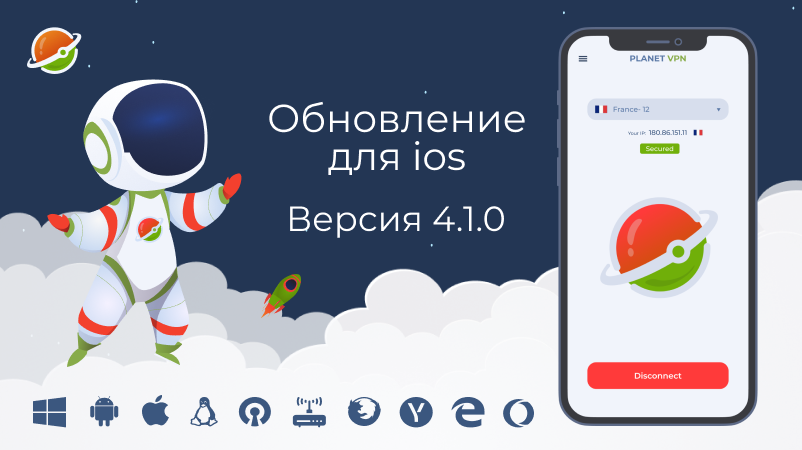 Обновление
для ios
Версия 4.1.0
PLANET VPN
France- 12
Your IP: 180.86.151.11
Secured
Disconnect